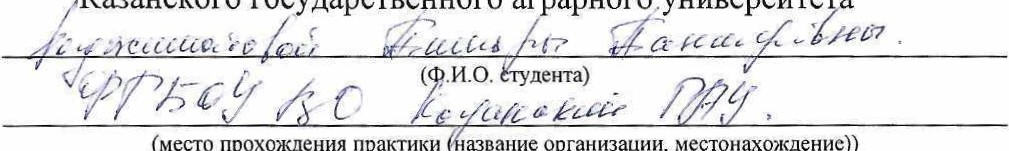 Казанского государственного аграрного университета
(Ф.И.О. студента)
ФГБОУ ВО Казанский ГАУ.
(место прохождения практики (название организации, местонахождение))